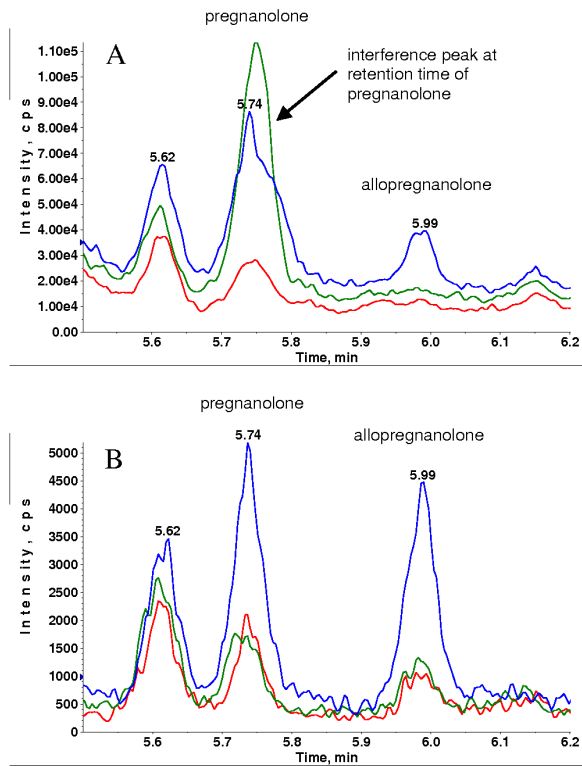 pregnanolone
A
interference peak at
retention time of
pregnanolone
allopregnanolone
5.62
5.74
5.99
Intensity, cps
1.10e5
1.00e5
9.00e4
8.00e4
7.00e4
6.00e4
5.00e4
4.00e4
3.00e4
2.00e4
1.00e4
0.00
5.6 5.7 5.8 5.9 6.0 6.1 6.2
Time, min
pregnanolone
B
allopregnanolone
5.62
5.74
5.99
Intensity, cps
5000
4500
4000
3500
3000
2500
2000
1500
1000
500
0
5.6 5.7 5.8 5.9 6.0 6.1 6.2
Time, min